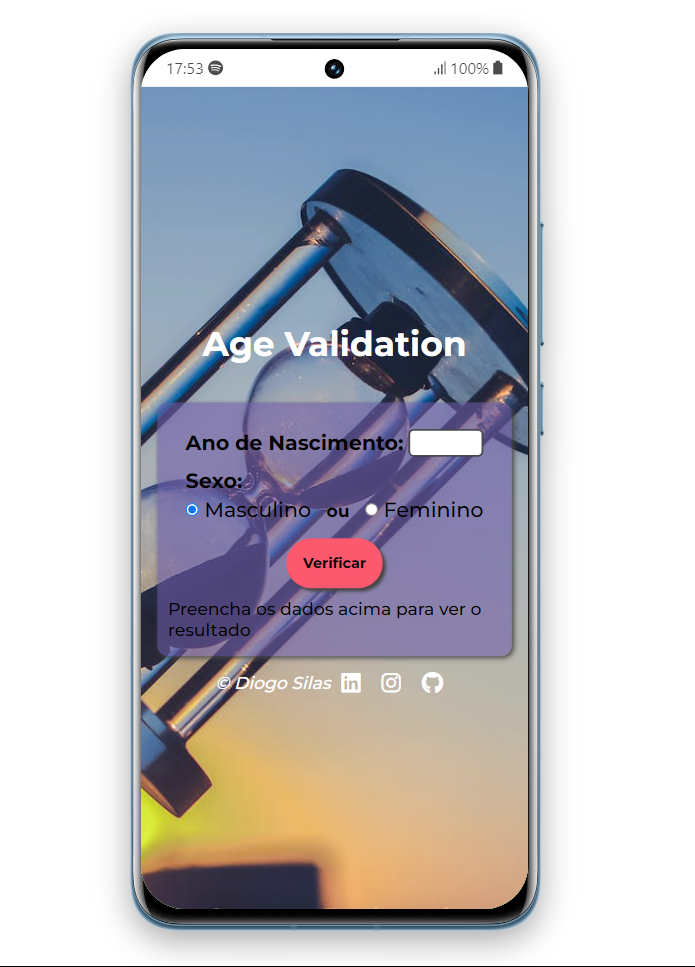 17:53 100%
Age Validation
Ano de Nascimento:
Sexo:
Masculino ou Feminino
Verificar
Preencha os dados acima para ver o
resultado
© Diogo Silas